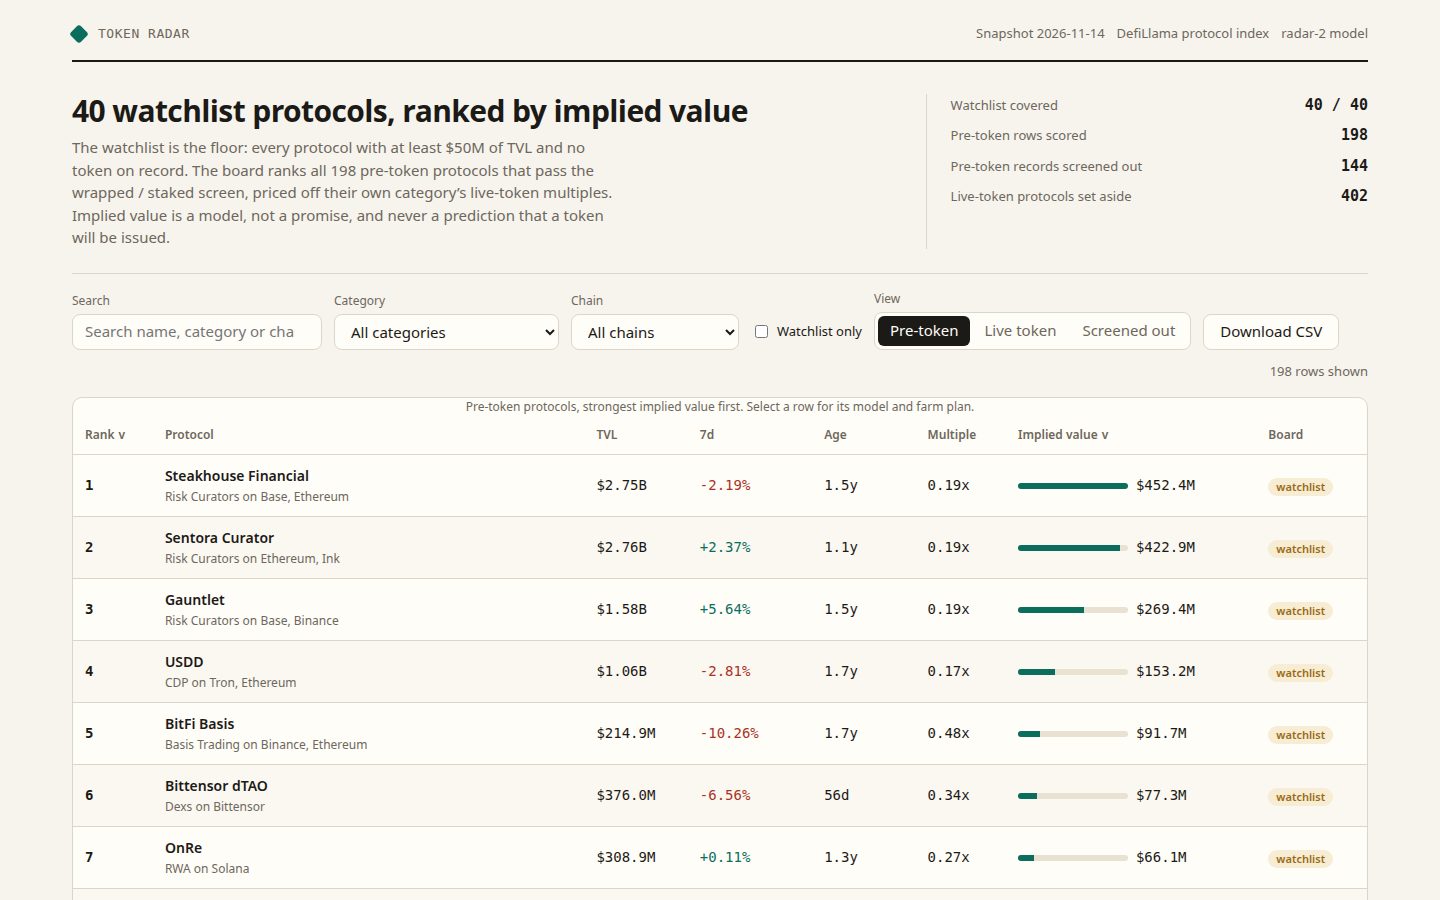 TOKEN RADAR
Snapshot 2026-11-14 DefiLlama protocol index radar-2 model
40 watchlist protocols, ranked by implied value
The watchlist is the floor: every protocol with at least $50M of TVL and no
token on record. The board ranks all 198 pre-token protocols that pass the
wrapped / staked screen, priced off their own category’s live-token multiples.
Implied value is a model, not a promise, and never a prediction that a token
will be issued.
Watchlist covered 40 / 40
Pre-token rows scored 198
Pre-token records screened out 144
Live-token protocols set aside 402
Search Category Chain View
Search name, category or cha All categories All chains Watchlist only Pre-token Live token Screened out Download CSV
198 rows shown
Pre-token protocols, strongest implied value first. Select a row for its model and farm plan.
Rank v Protocol TVL 7d Age Multiple Implied value v Board
1 Steakhouse Financial $2.75B -2.19% 1.5y 0.19x $452.4M watchlist
Risk Curators on Base, Ethereum
2 Sentora Curator $2.76B +2.37% 1.1y 0.19x $422.9M watchlist
Risk Curators on Ethereum, Ink
3 Gauntlet $1.58B +5.64% 1.5y 0.19x $269.4M watchlist
Risk Curators on Base, Binance
4 USDD $1.06B -2.81% 1.7y 0.17x $153.2M watchlist
CDP on Tron, Ethereum
5 BitFi Basis $214.9M -10.26% 1.7y 0.48x $91.7M watchlist
Basis Trading on Binance, Ethereum
6 Bittensor dTAO $376.0M -6.56% 56d 0.34x $77.3M watchlist
Dexs on Bittensor
7 OnRe $308.9M +0.11% 1.3y 0.27x $66.1M watchlist
RWA on Solana